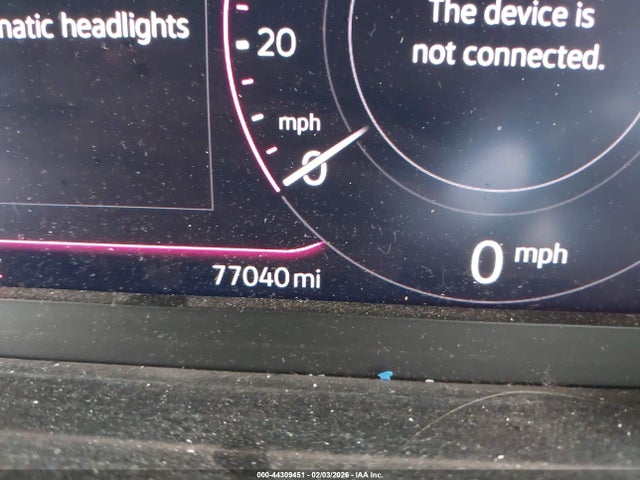 matic headlights
The device is
not connected.
20
mph
0
0 mph
77040 mi
000-44309451 - 02/03/2026 - IAA Inc.